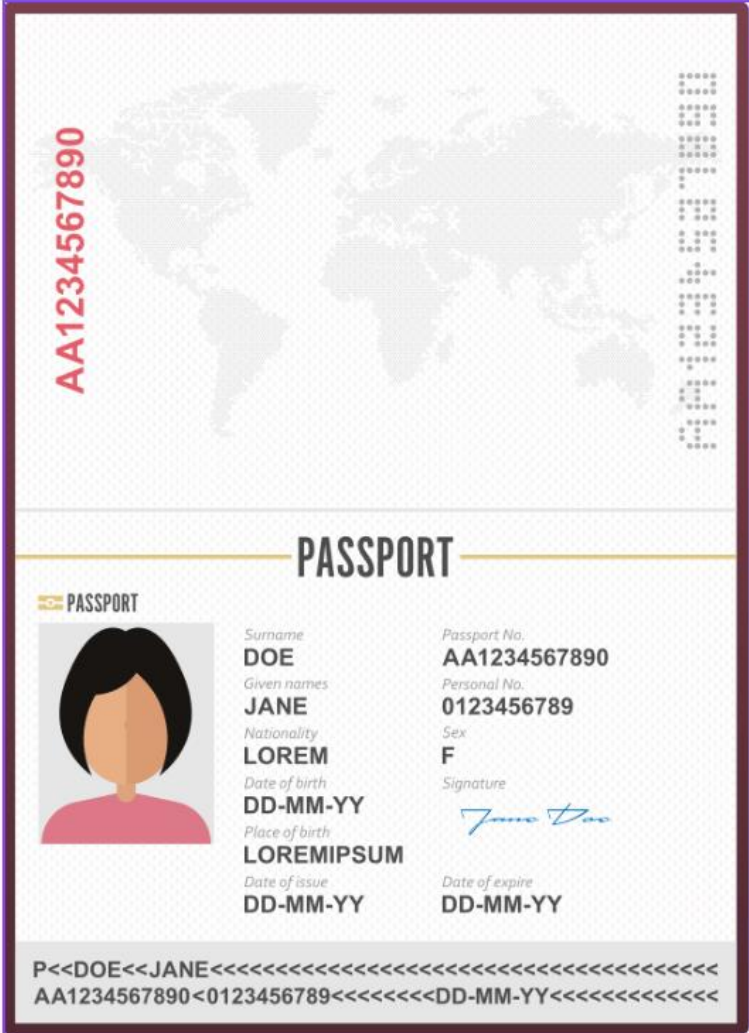 AA1234567890
AA1234567890
PASSPORT
PASSPORT
Surname
DOE
Given names
JANE
Nationality
LOREM
Date of birth
DD-MM-YY
Place of birth
LOREMIPSUM
Date of issue
DD-MM-YY
Passport No.
AA1234567890
Personal No.
0123456789
Sex
F
Signature
Jane Doe
Date of expire
DD-MM-YY
P<<DOE<<JANE<<<<<<<<<<<<<<<<<<<<<<<<<<<<<<<<<<<<<<<
AA1234567890<0123456789<<<<<<<<DD-MM-YY<<<<<<<<<<<<<